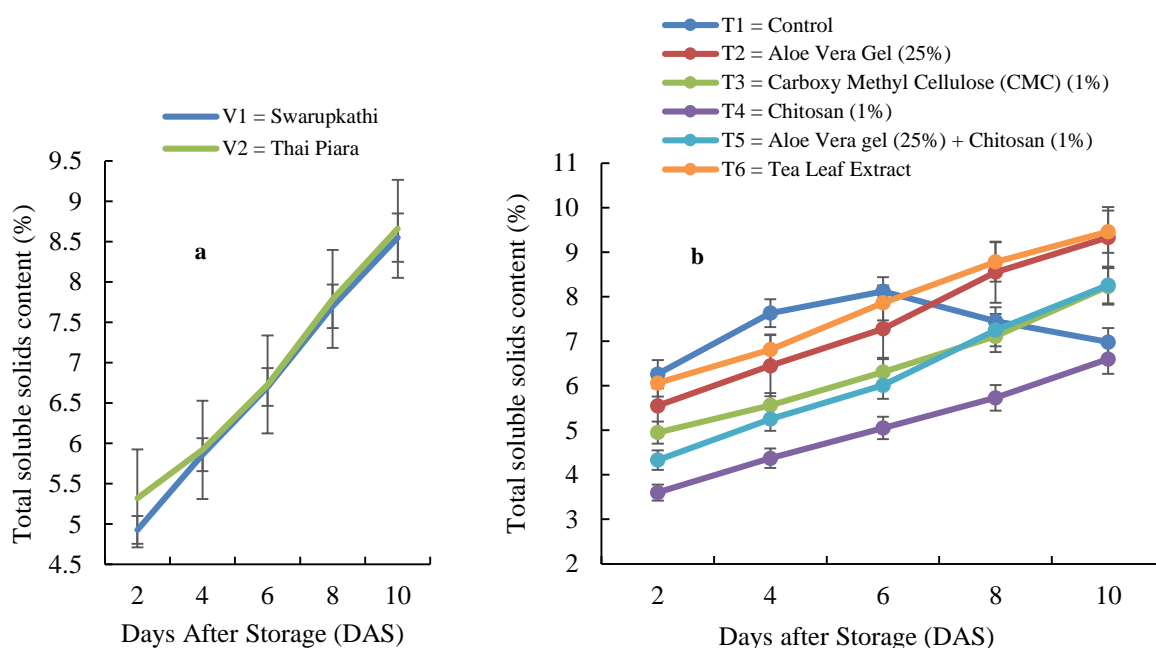 V1 = Swarupkathi
V2 = Thai Piara
Total soluble solids content (%)
9.5
9
8.5
8
7.5
7
6.5
6
5.5
5
4.5
a
2 4 6 8 10
Days After Storage (DAS)
T1 = Control
T2 = Aloe Vera Gel (25%)
T3 = Carboxy Methyl Cellulose (CMC) (1%)
T4 = Chitosan (1%)
T5 = Aloe Vera gel (25%) + Chitosan (1%)
T6 = Tea Leaf Extract
Total soluble solids content (%)
11
10
9
8
7
6
5
4
3
2
b
2 4 6 8 10
Days after Storage (DAS)